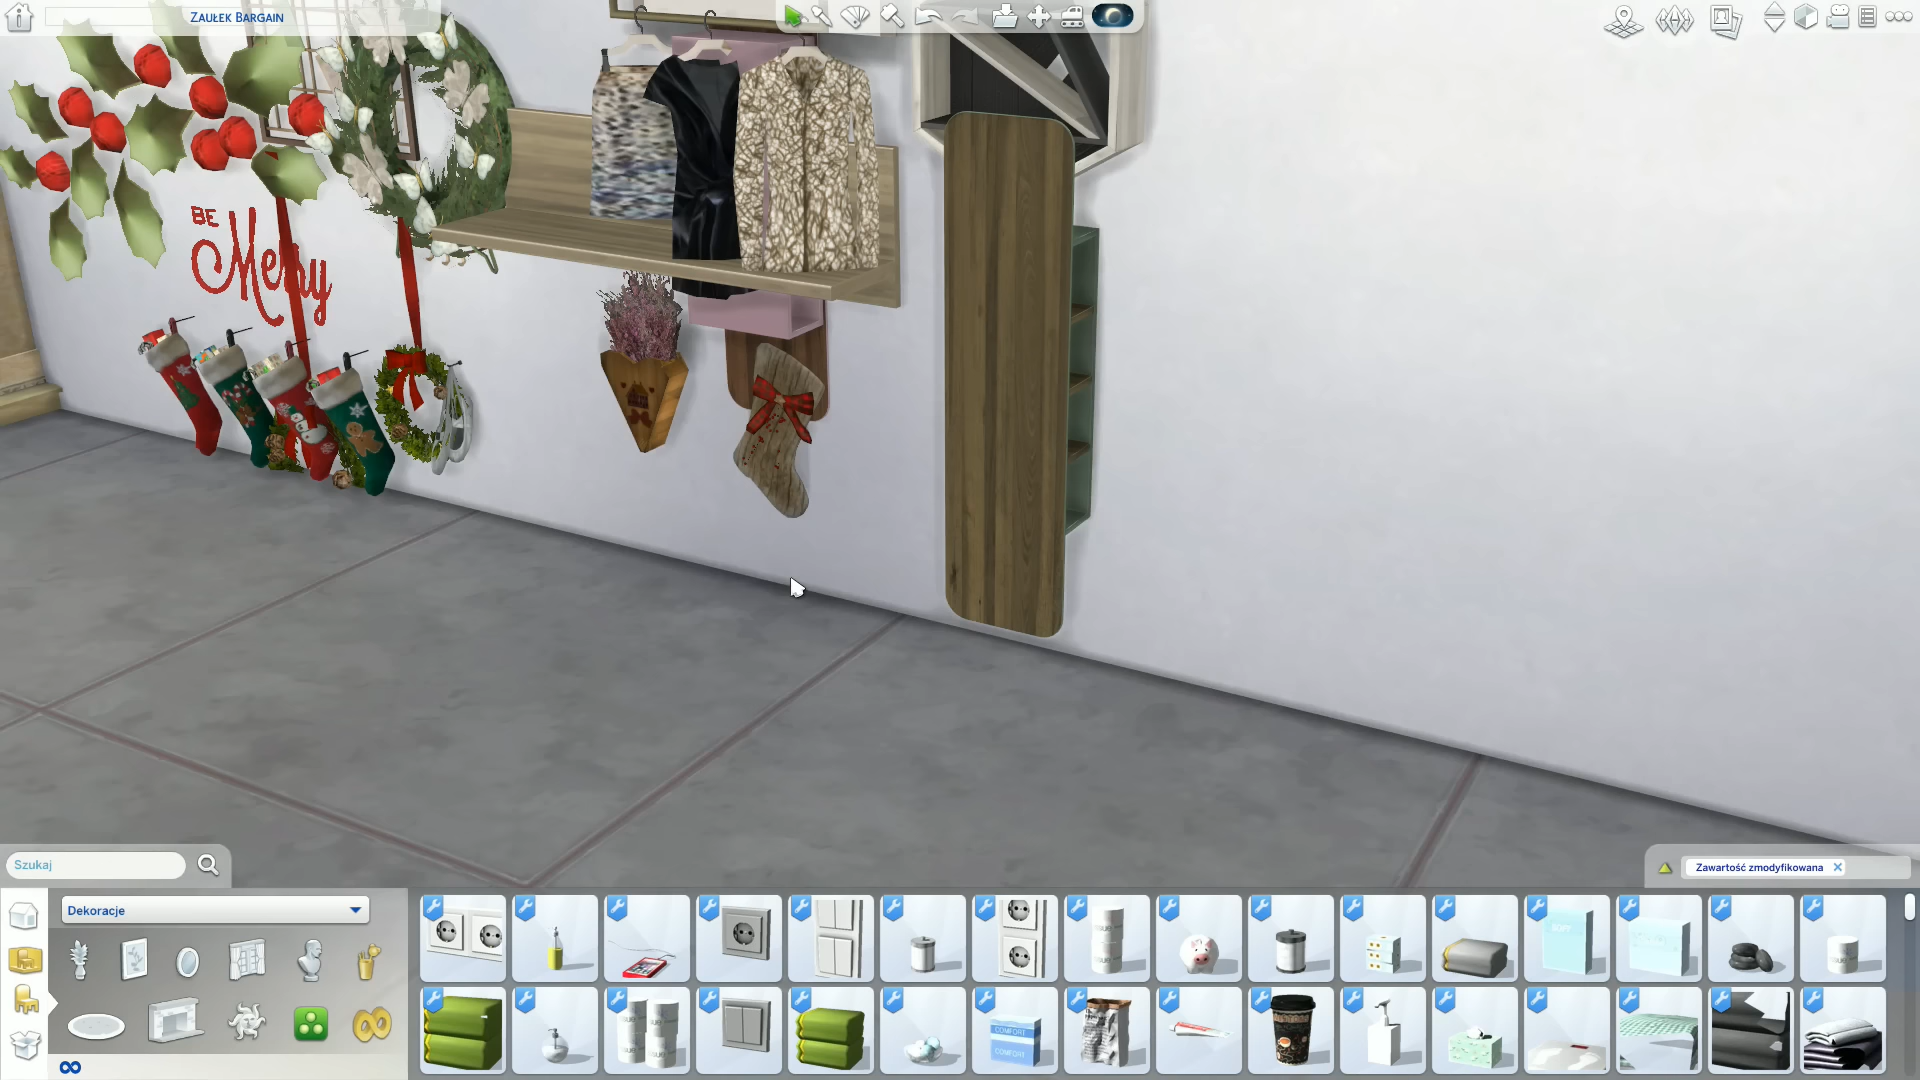 ZAUŁEK BARGAIN
BE
Merry
Szukaj
Zawartość zmodyfikowana
Dekoracje
COMFORT
COMFORT